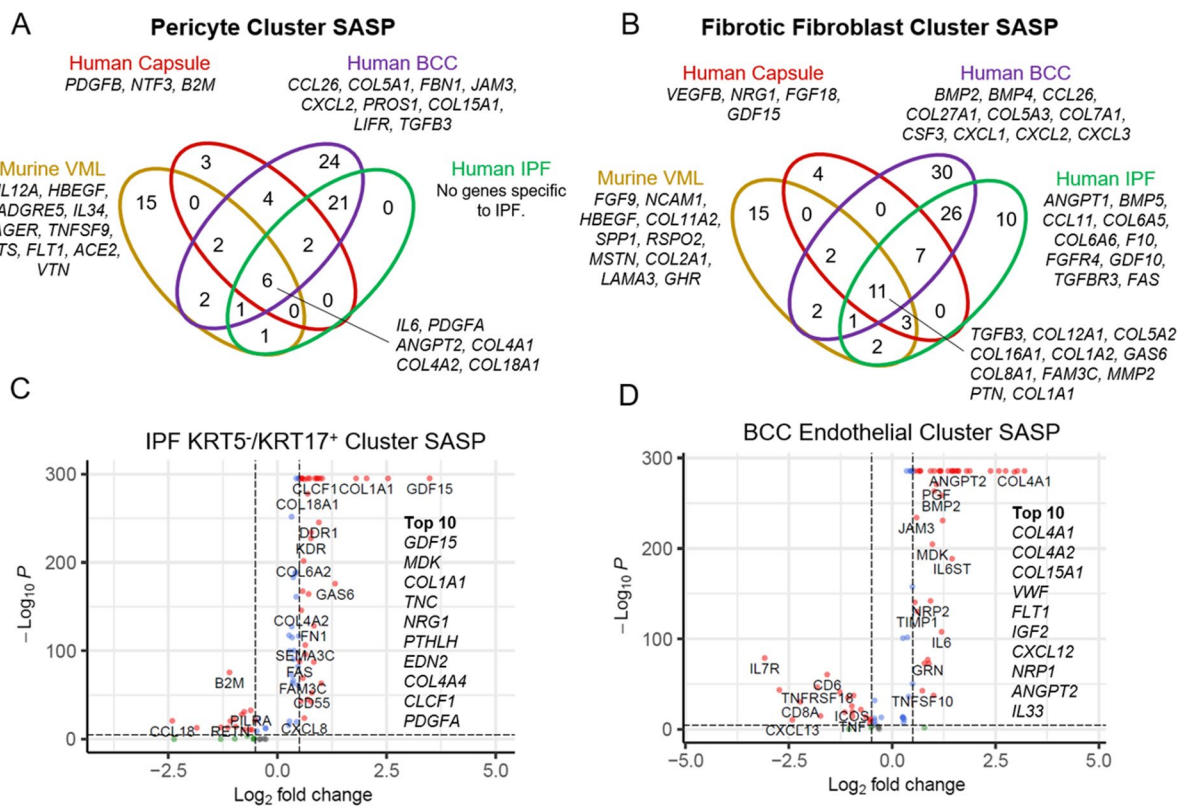 A
Pericyte Cluster SASP
Human Capsule
PDGFB, NTF3, B2M
Human BCC
CCL26, COL5A1, FBN1, JAM3,
CXCL2, PROS1, COL15A1,
LIFR, TGFB3
Murine VML
IL12A, HBEGF,
ADGRE5, IL34,
AGER, TNFSF9,
TS, FLT1, ACE2,
VTN
Human IPF
No genes specific
to IPF.
3
24
15
0
4
21
0
2
2
6
2
1
0
0
1
IL6, PDGFA
ANGPT2, COL4A1
COL4A2, COL18A1
B
Fibrotic Fibroblast Cluster SASP
Human Capsule
VEGFB, NRG1, FGF18,
GDF15
Human BCC
BMP2, BMP4, CCL26,
COL27A1, COL5A3, COL7A1,
CSF3, CXCL1, CXCL2, CXCL3
Murine VML
FGF9, NCAM1,
HBEGF, COL11A2,
SPP1, RSPO2,
MSTN, COL2A1,
LAMA3, GHR
Human IPF
ANGPT1, BMP5,
CCL11, COL6A5,
COL6A6, F10,
FGFR4, GDF10,
TGFBR3, FAS
4
30
15
0
0
26
10
2
7
11
2
1
3
0
2
TGFB3, COL12A1, COL5A2
COL16A1, COL1A2, GAS6
COL8A1, FAM3C, MMP2
PTN, COL1A1
C
IPF KRT5-/KRT17+ Cluster SASP
300
200
100
0
−Log10 P
−2.5
0.0
2.5
5.0
Log2 fold change
CLCF1
COL1A1
GDF15
COL18A1
DDR1
KDR
COL6A2
GAS6
COL4A2
FN1
SEMA3C
FAS
FAM3C
CD55
CXCL8
B2M
PILRA
CCL18
RETN
Top 10
GDF15
MDK
COL1A1
TNC
NRG1
PTHLH
EDN2
COL4A4
CLCF1
PDGFA
D
BCC Endothelial Cluster SASP
300
200
100
0
−Log10 P
−5.0
−2.5
0.0
2.5
5.0
Log2 fold change
ANGPT2
COL4A1
PGF
BMP2
JAM3
MDK
IL6ST
NRP2
TIMP1
IL6
GRN
TNFSF10
IL7R
CD6
TNFRSF18
CD8A
ICOS
CXCL13
TNF
Top 10
COL4A1
COL4A2
COL15A1
VWF
FLT1
IGF2
CXCL12
NRP1
ANGPT2
IL33